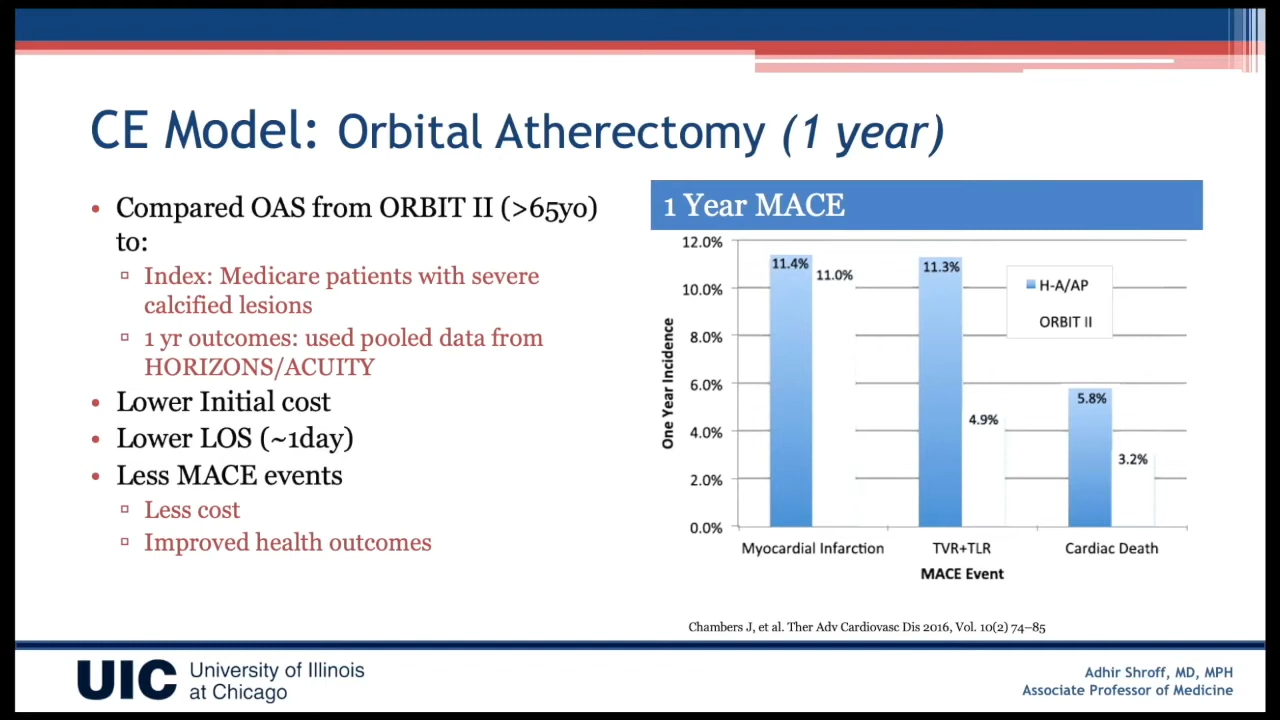 CE Model: Orbital Atherectomy (1 year)
• Compared OAS from ORBIT II (>65yo)
to:
▫ Index: Medicare patients with severe
calcified lesions
▫ 1 yr outcomes: used pooled data from
HORIZONS/ACUITY
• Lower Initial cost
• Lower LOS (~1day)
• Less MACE events
▫ Less cost
▫ Improved health outcomes
1 Year MACE
One Year Incidence
12.0%
10.0%
8.0%
6.0%
4.0%
2.0%
0.0%
11.4%
11.0%
11.3%
4.9%
5.8%
3.2%
H-A/AP
ORBIT II
Myocardial Infarction
TVR+TLR
Cardiac Death
MACE Event
Chambers J, et al. Ther Adv Cardiovasc Dis 2016, Vol. 10(2) 74–85
UIC
University of Illinois
at Chicago
Adhir Shroff, MD, MPH
Associate Professor of Medicine